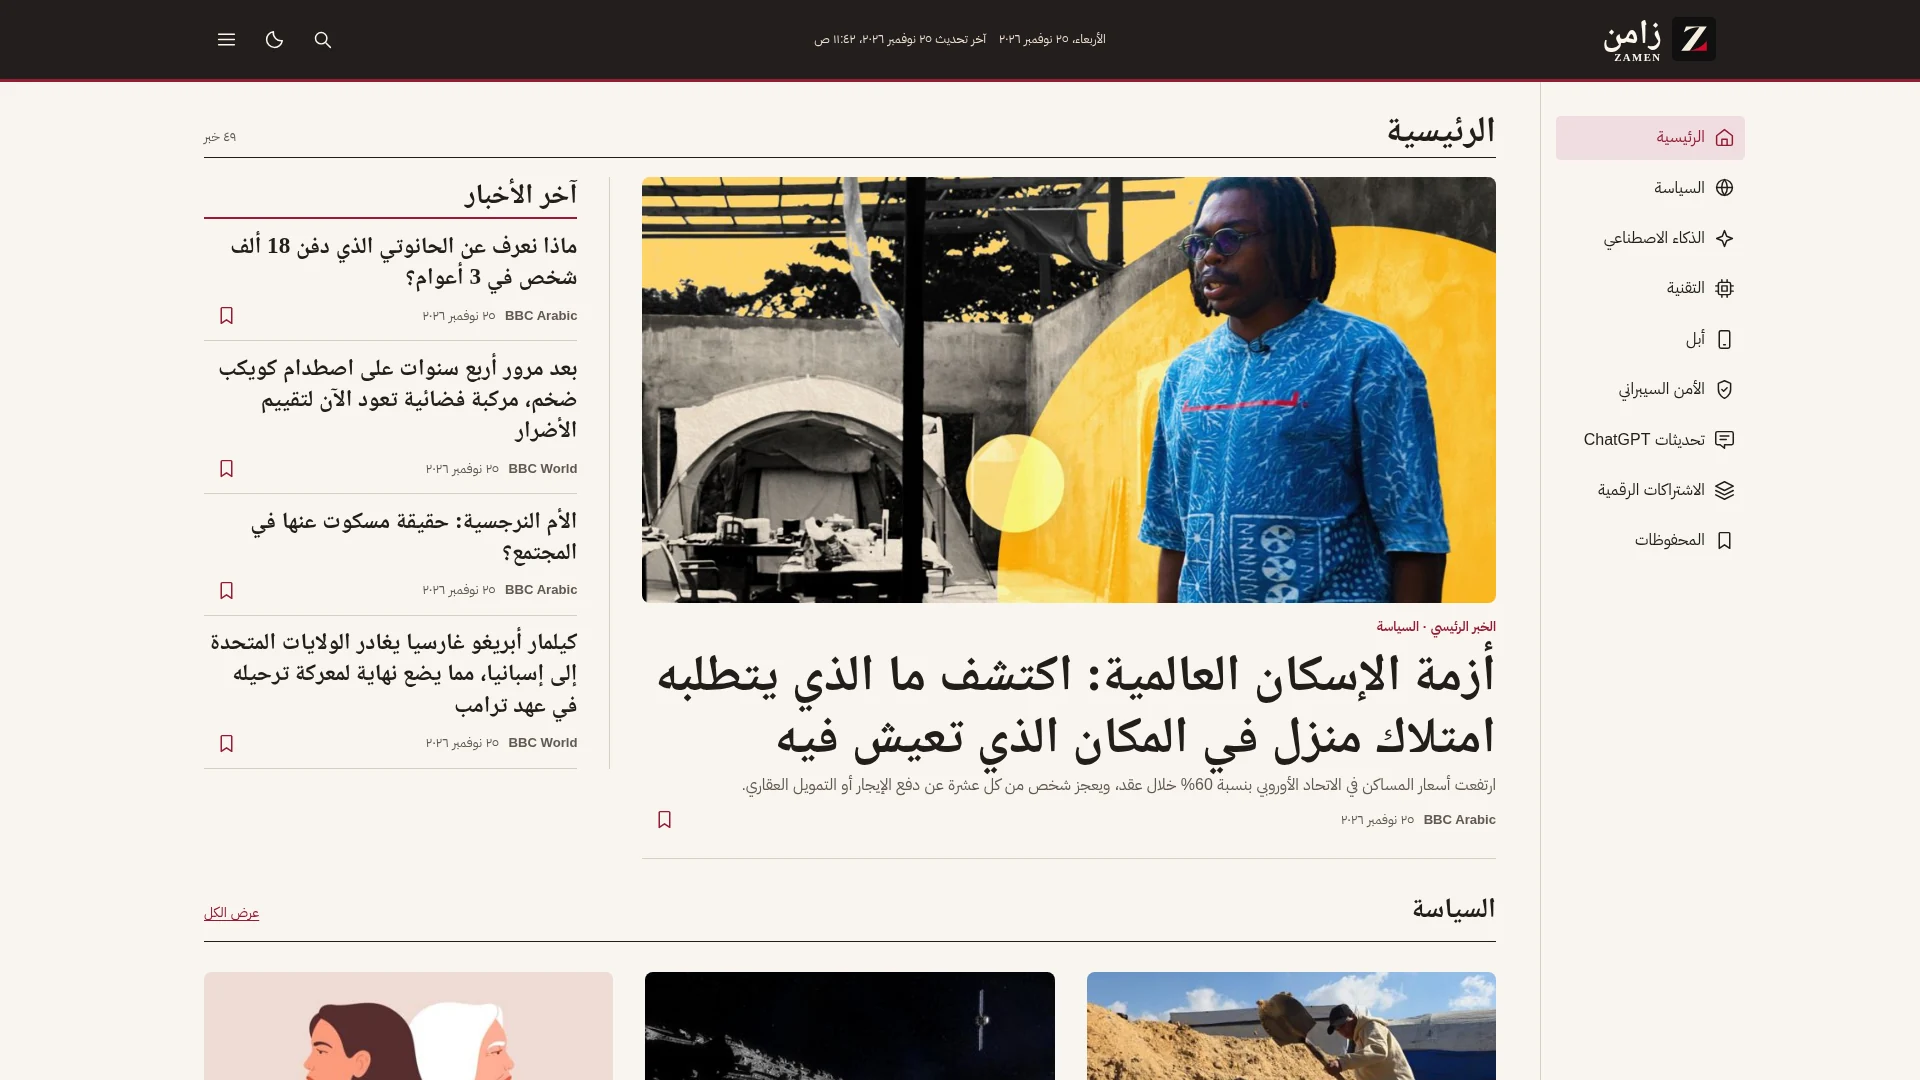 زامن
ZAMEN
الأربعاء، ٢٥ نوفمبر ٢٠٢٦
آخر تحديث ٢٥ نوفمبر ٢٠٢٦، ١١:٤٢ ص
الرئيسية
السياسة
الذكاء الاصطناعي
التقنية
أبل
الأمن السيبراني
تحديثات ChatGPT
الاشتراكات الرقمية
المحفوظات
الرئيسية
٤٩ خبر
الخبر الرئيسي · السياسة
أزمة الإسكان العالمية: اكتشف ما الذي يتطلبه
امتلاك منزل في المكان الذي تعيش فيه
ارتفعت أسعار المساكن في الاتحاد الأوروبي بنسبة 60% خلال عقد، ويعجز شخص من كل عشرة عن دفع الإيجار أو التمويل العقاري.
BBC Arabic ٢٥ نوفمبر ٢٠٢٦
آخر الأخبار
ماذا نعرف عن الحانوتي الذي دفن 18 ألف
شخص في 3 أعوام؟
BBC Arabic ٢٥ نوفمبر ٢٠٢٦
بعد مرور أربع سنوات على اصطدام كويكب
ضخم، مركبة فضائية تعود الآن لتقييم
الأضرار
BBC World ٢٥ نوفمبر ٢٠٢٦
الأم النرجسية: حقيقة مسكوت عنها في
المجتمع؟
BBC Arabic ٢٥ نوفمبر ٢٠٢٦
كيلمار أبريغو غارسيا يغادر الولايات المتحدة
إلى إسبانيا، مما يضع نهاية لمعركة ترحيله
في عهد ترامب
BBC World ٢٥ نوفمبر ٢٠٢٦
السياسة
عرض الكل